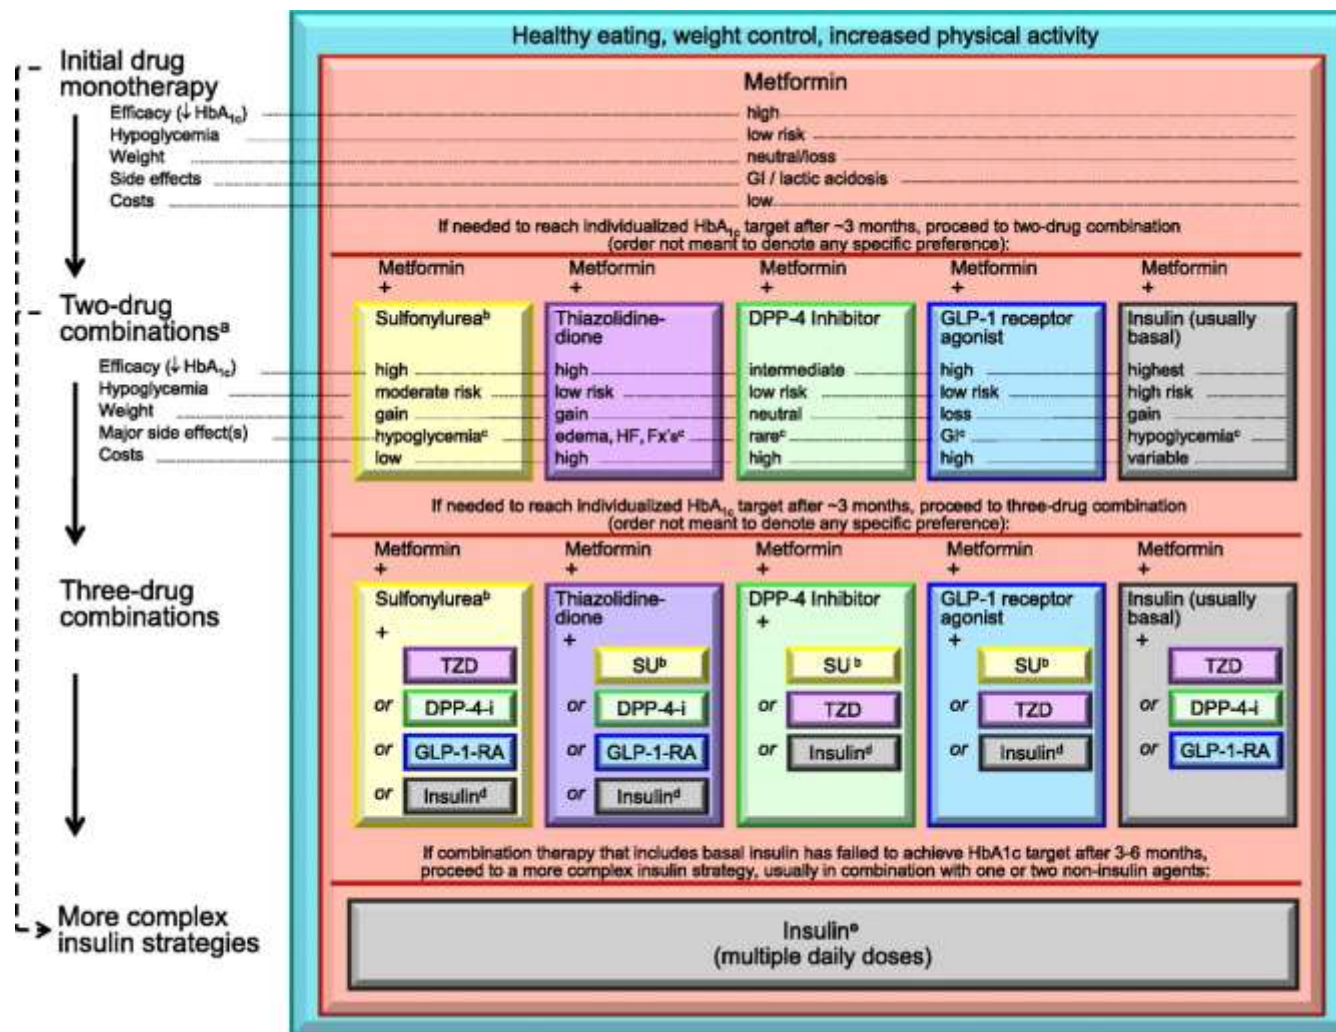 Healthy eating, weight control, increased physical activity
Initial drug
monotherapy
Metformin
Efficacy (↓ HbA1c) high
Hypoglycemia low risk
Weight neutral/loss
Side effects GI / lactic acidosis
Costs low
If needed to reach individualized HbA1c target after ~3 months, proceed to two-drug combination
(order not meant to denote any specific preference):
Metformin Metformin Metformin Metformin Metformin
+ + + + +
Two-drug
combinationsa
Sulfonylureab Thiazolidine- DPP-4 Inhibitor GLP-1 receptor Insulin (usually
dione agonist basal)
Efficacy (↓ HbA1c) high high intermediate high highest
Hypoglycemia moderate risk low risk low risk low risk high risk
Weight gain gain neutral loss gain
Major side effect(s) hypoglycemiac edema, HF, Fx'sc rarec GIc hypoglycemiac
Costs low high high high variable
If needed to reach individualized HbA1c target after ~3 months, proceed to three-drug combination
(order not meant to denote any specific preference):
Metformin Metformin Metformin Metformin Metformin
+ + + + +
Three-drug
combinations
Sulfonylureab Thiazolidine- DPP-4 Inhibitor GLP-1 receptor Insulin (usually
dione agonist basal)
+ + + + +
TZD SUb SUb SUb TZD
or DPP-4-i or DPP-4-i or TZD or TZD or DPP-4-i
or GLP-1-RA or GLP-1-RA or Insulind or Insulind or GLP-1-RA
or Insulind or Insulind
If combination therapy that includes basal insulin has failed to achieve HbA1c target after 3-6 months,
proceed to a more complex insulin strategy, usually in combination with one or two non-insulin agents:
More complex
insulin strategies
Insuline
(multiple daily doses)